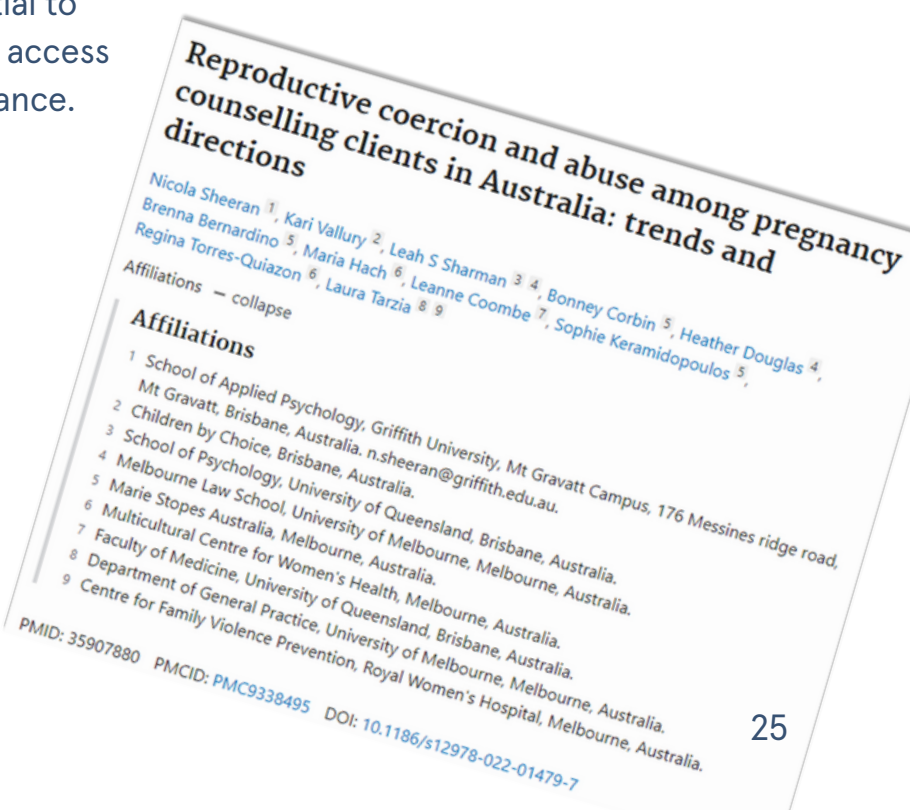 tial to
access
ance.
Reproductive coercion and abuse among pregnancy
counselling clients in Australia: trends and
directions
Nicola Sheeran 1, Kari Vallury 2, Leah S Sharman 3 4, Bonney Corbin 5, Heather Douglas 4,
Brenna Bernardino 5, Maria Hach 6, Leanne Coombe 7, Sophie Keramidopoulos 5,
Regina Torres-Quiazon 6, Laura Tarzia 8 9
Affiliations – collapse
Affiliations
1 School of Applied Psychology, Griffith University, Mt Gravatt Campus, 176 Messines ridge road,
Mt Gravatt, Brisbane, Australia. n.sheeran@griffith.edu.au.
2 Children by Choice, Brisbane, Australia.
3 School of Psychology, University of Queensland, Brisbane, Australia.
4 Melbourne Law School, University of Melbourne, Melbourne, Australia.
5 Marie Stopes Australia, Melbourne, Australia.
6 Multicultural Centre for Women's Health, Melbourne, Australia.
7 Faculty of Medicine, University of Queensland, Brisbane, Australia.
8 Department of General Practice, University of Melbourne, Melbourne, Australia.
9 Centre for Family Violence Prevention, Royal Women's Hospital, Melbourne, Australia.
PMID: 35907880 PMCID: PMC9338495 DOI: 10.1186/s12978-022-01479-7
25